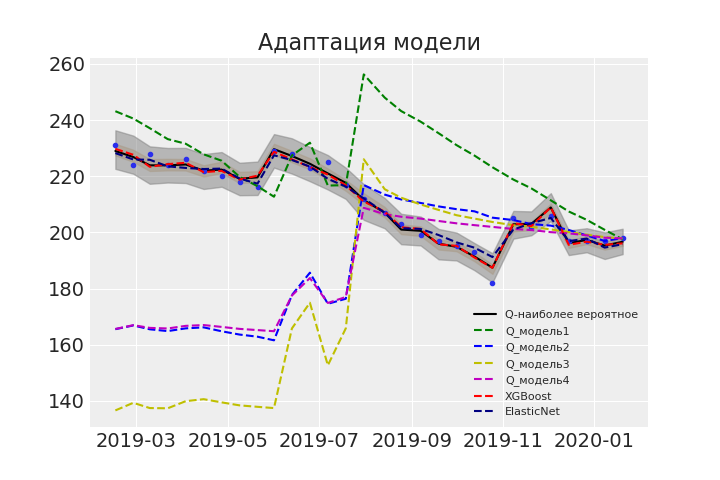 Адаптация модели
260
240
220
200
180
160
140
2019-03 2019-05 2019-07 2019-09 2019-11 2020-01
Q-наиболее вероятное
Q_модель1
Q_модель2
Q_модель3
Q_модель4
XGBoost
ElasticNet